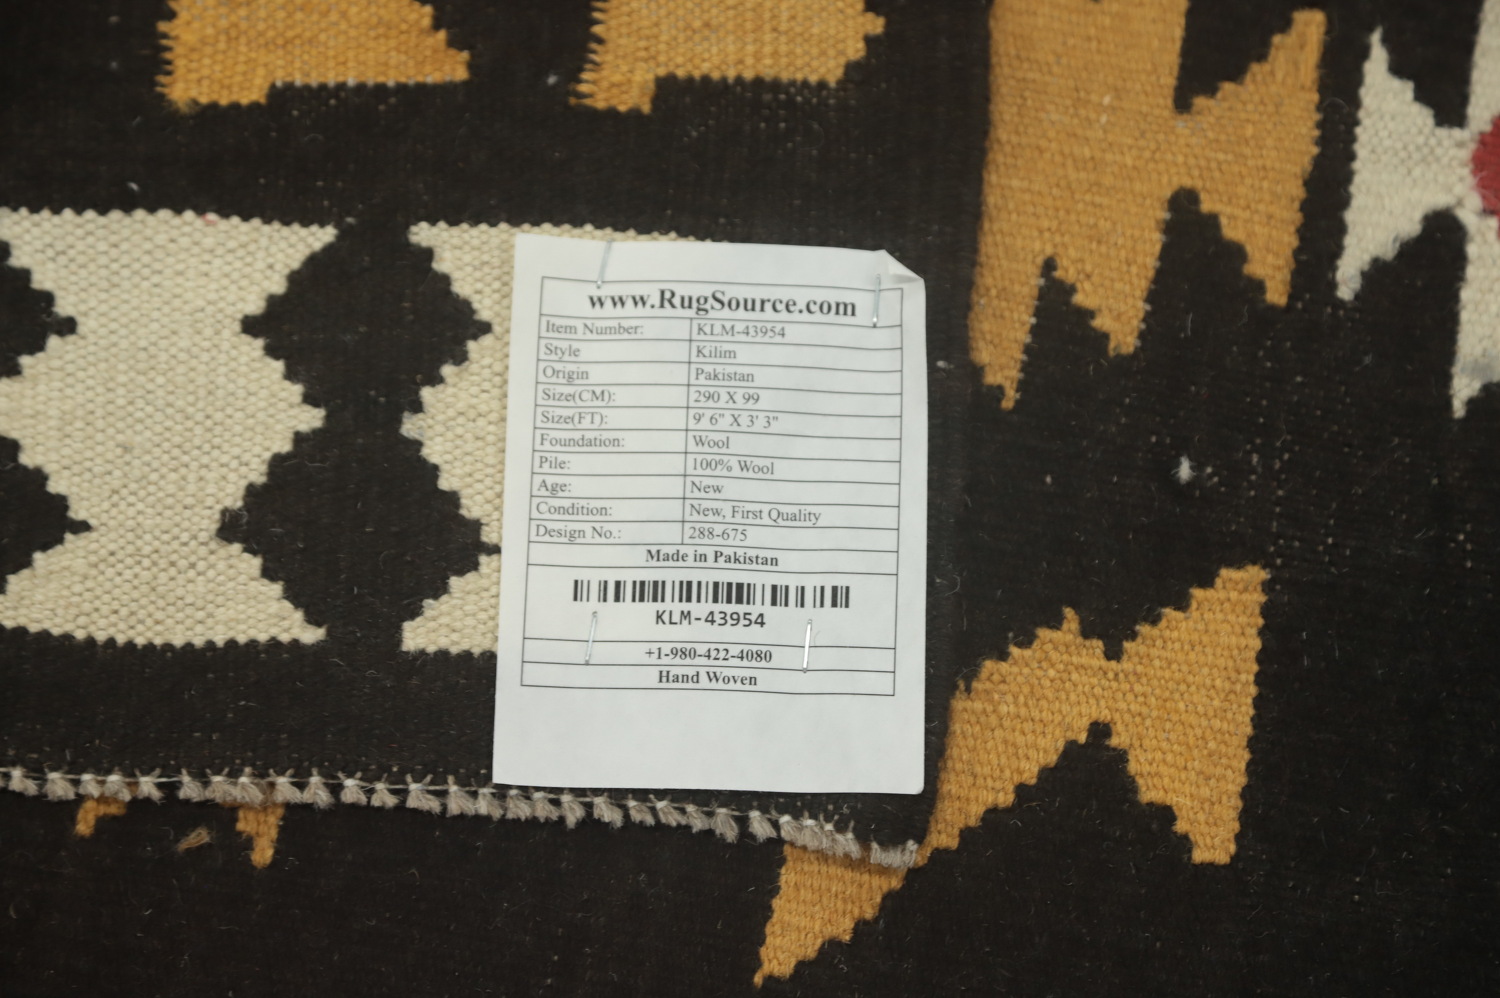 www.RugSource.com
Item Number: KLM-43954
Style Kilim
Origin Pakistan
Size(CM): 290 X 99
Size(FT): 9' 6" X 3' 3"
Foundation: Wool
Pile: 100% Wool
Age: New
Condition: New, First Quality
Design No.: 288-675
Made in Pakistan
KLM-43954
+1-980-422-4080
Hand Woven